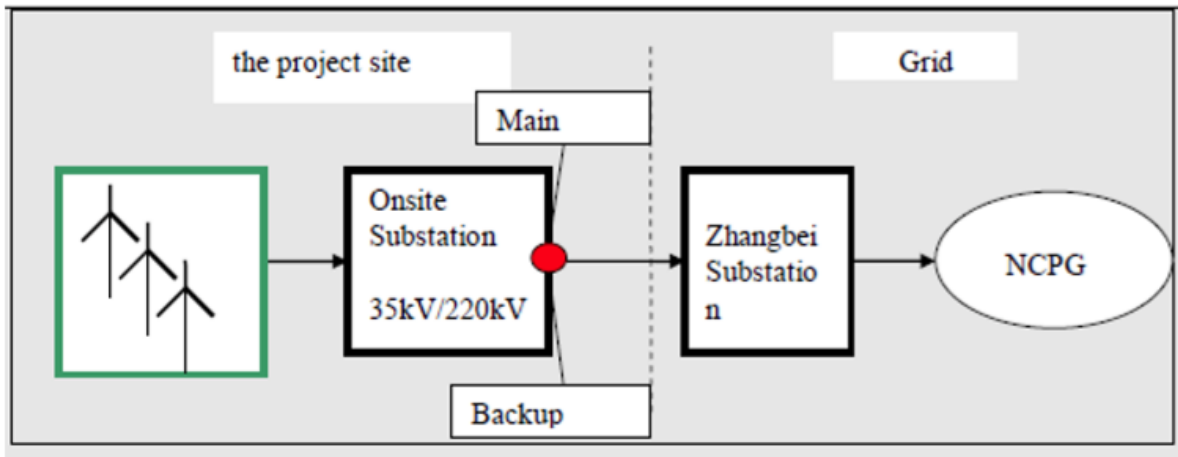 the project site
Grid
Main
Onsite
Substation
35kV/220kV
Zhangbei
Substatio
n
NCPG
Backup